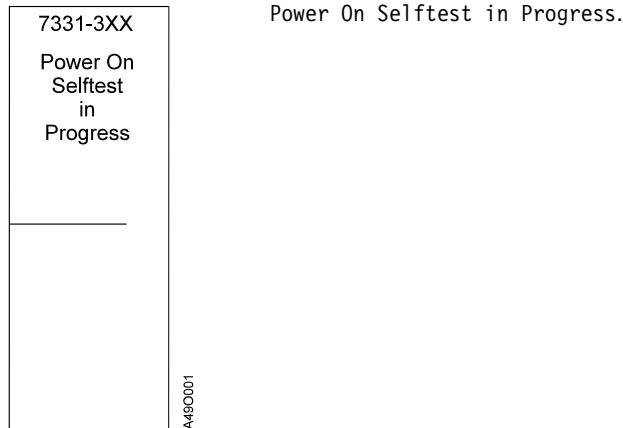 7331-3XX
Power On
Selftest
in
Progress
Power On Selftest in Progress.
A49O001